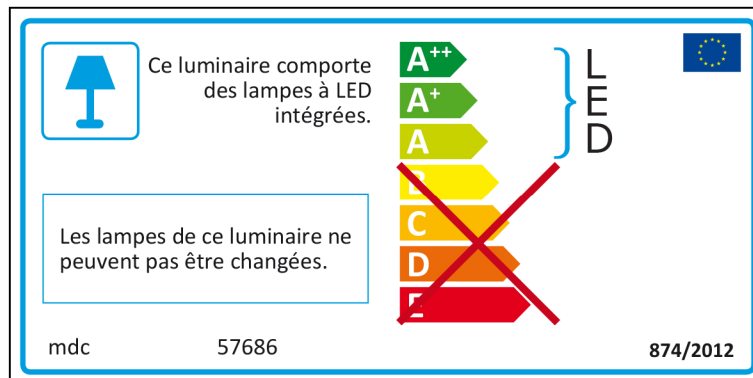 Ce luminaire comporte
des lampes à LED
intégrées.
A++
A+
A
B
C
D
E
LED
Les lampes de ce luminaire ne
peuvent pas être changées.
mdc 57686
874/2012